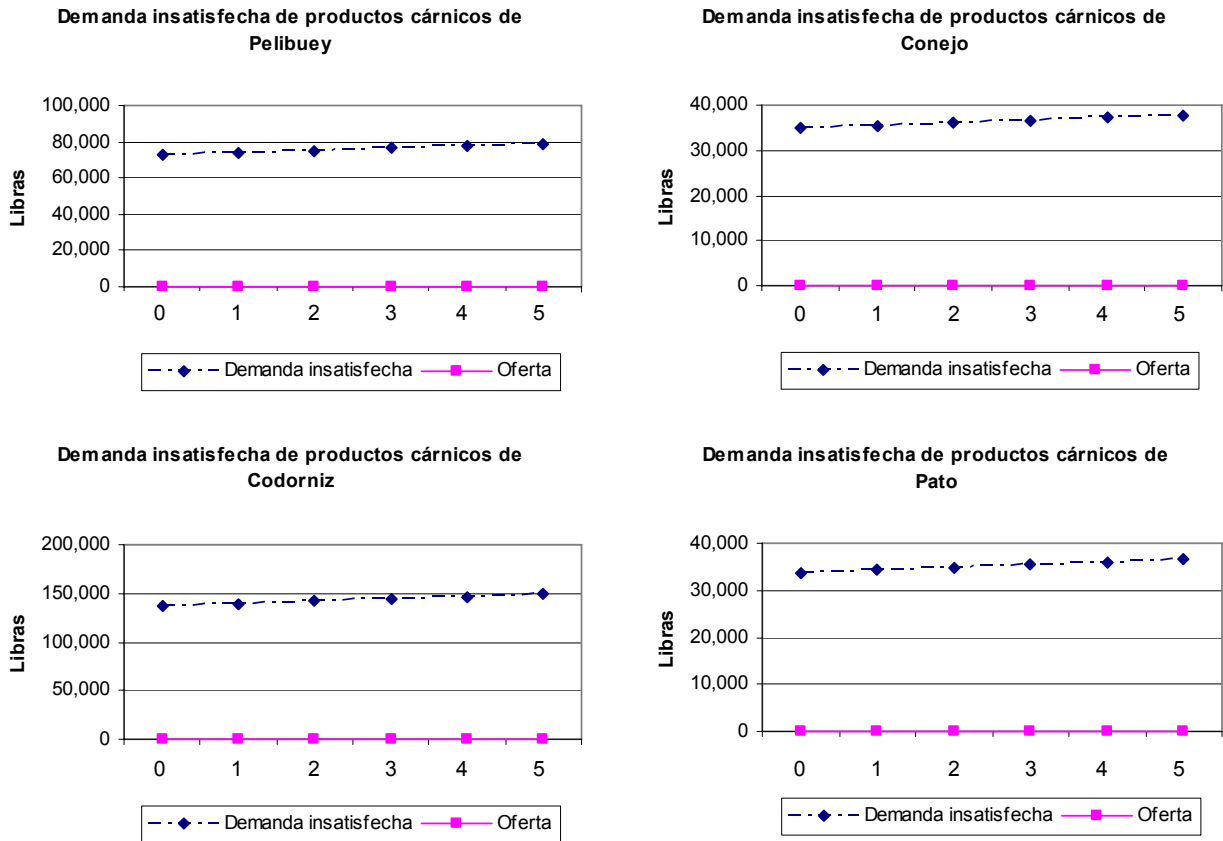 Demanda insatisfecha de productos cárnicos de
Pelibuey
Libras
100,000
80,000
60,000
40,000
20,000
0
0 1 2 3 4 5
Demanda insatisfecha Oferta
Demanda insatisfecha de productos cárnicos de
Conejo
Libras
40,000
30,000
20,000
10,000
0
0 1 2 3 4 5
Demanda insatisfecha Oferta
Demanda insatisfecha de productos cárnicos de
Codorniz
Libras
200,000
150,000
100,000
50,000
0
0 1 2 3 4 5
Demanda insatisfecha Oferta
Demanda insatisfecha de productos cárnicos de
Pato
Libras
40,000
30,000
20,000
10,000
0
0 1 2 3 4 5
Demanda insatisfecha Oferta